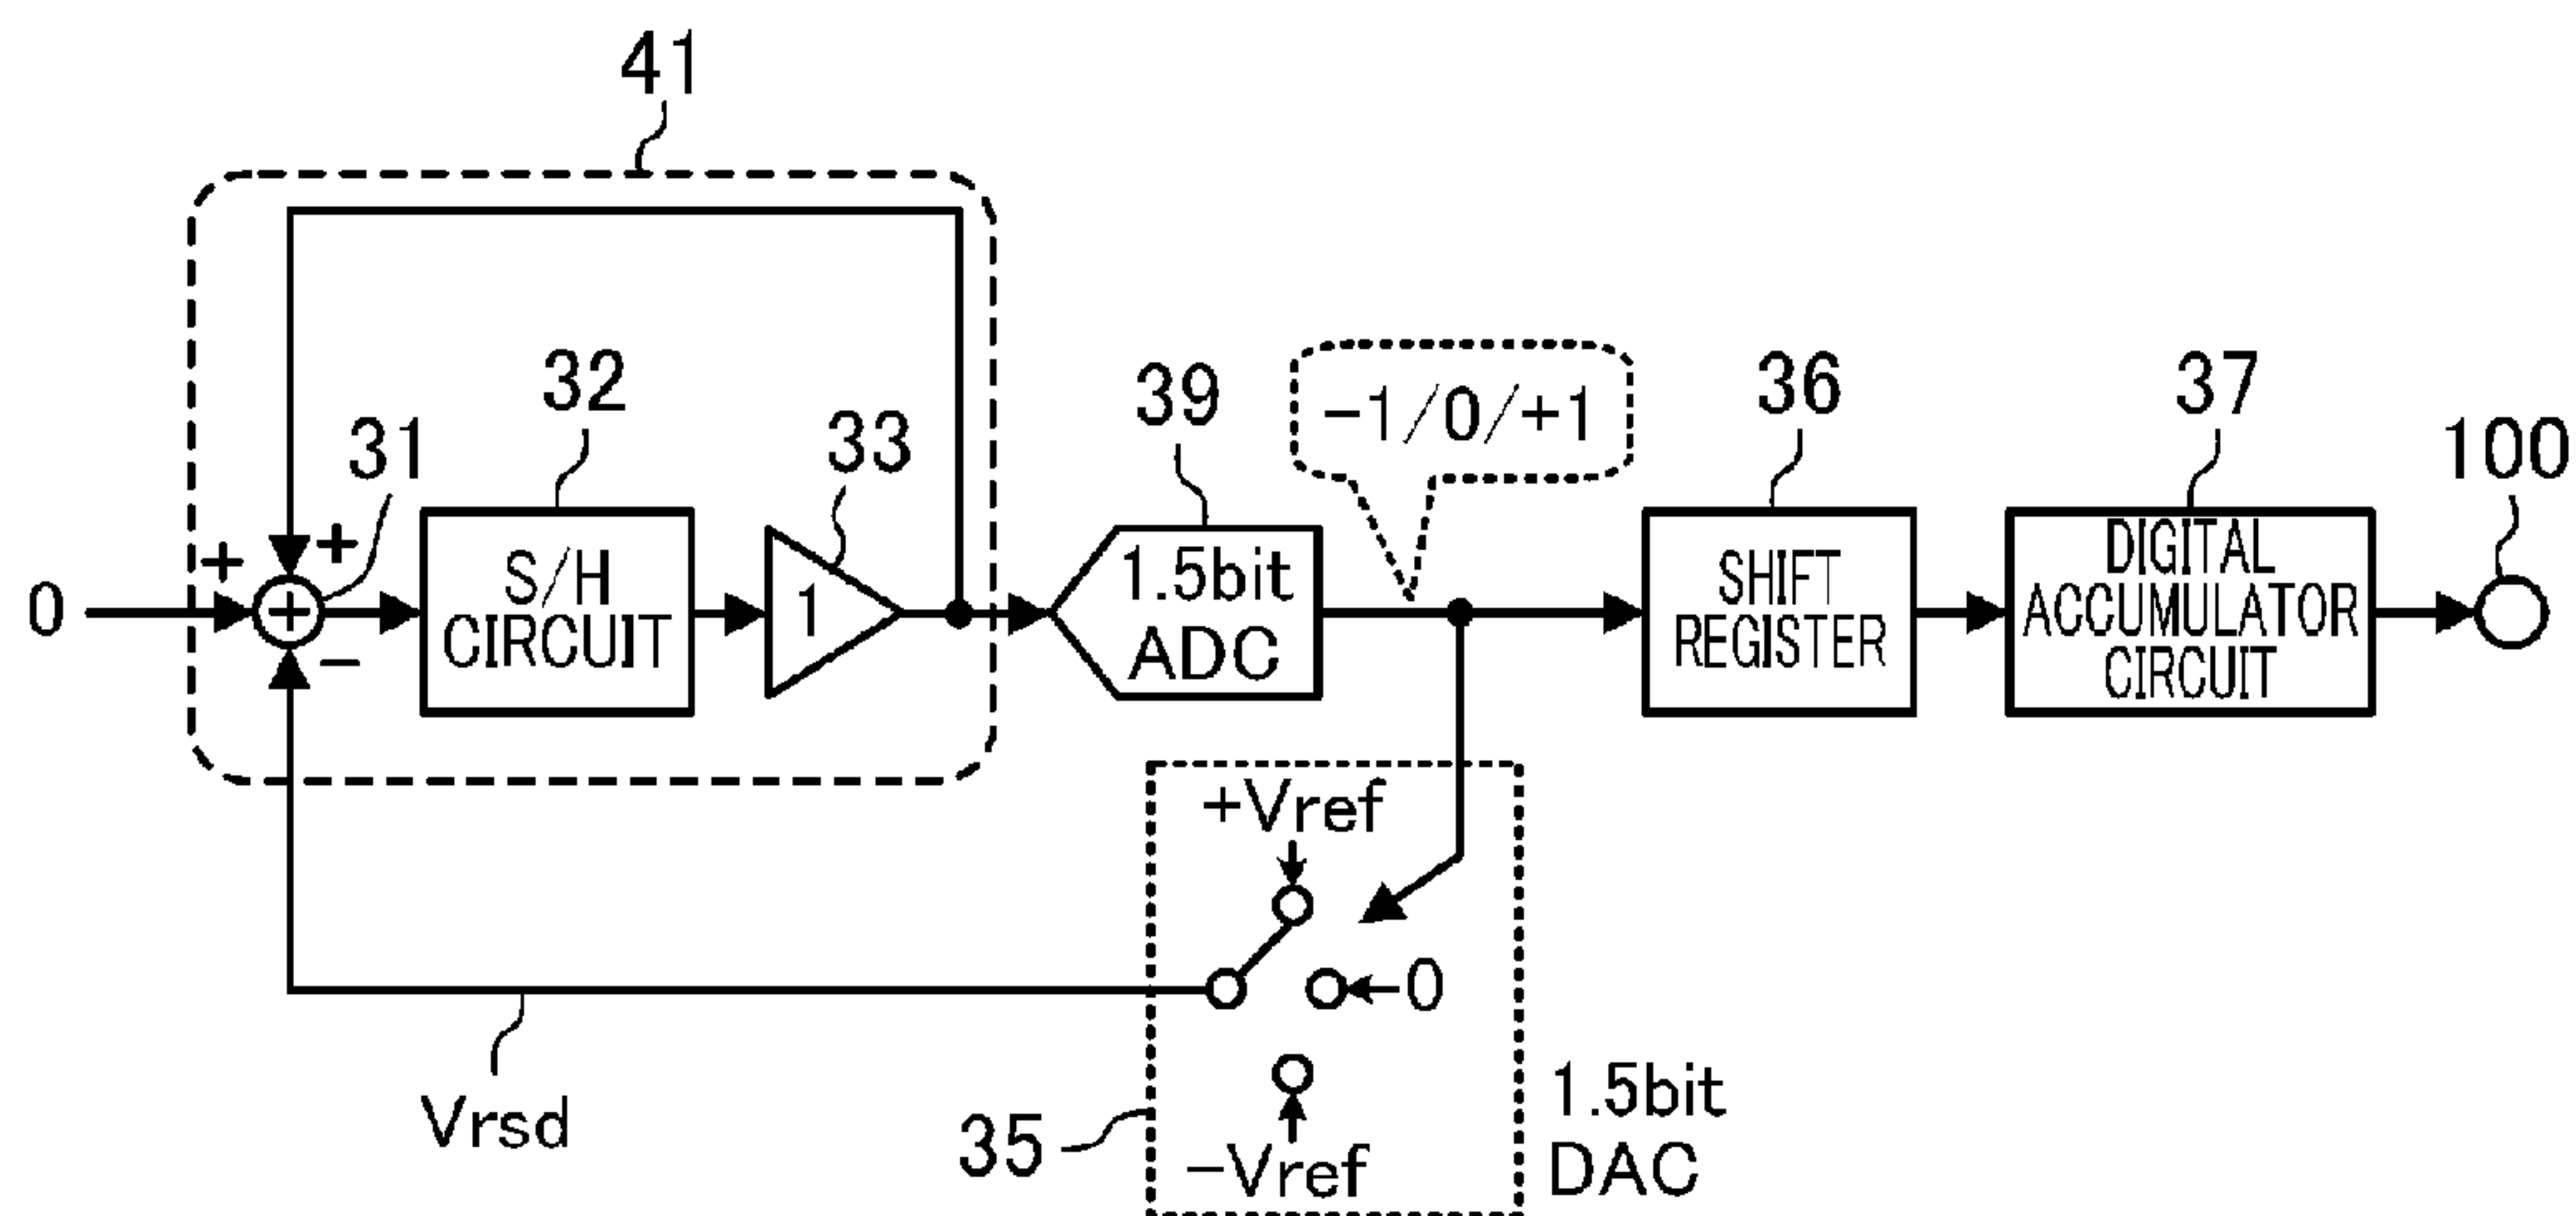 41
32
31
33
39
-1/0/+1
36
37
100
+
+
0
+
−
S/H
CIRCUIT
1
1.5bit
ADC
SHIFT
REGISTER
DIGITAL
ACCUMULATOR
CIRCUIT
+Vref
0
Vrsd
35
−Vref
1.5bit
DAC